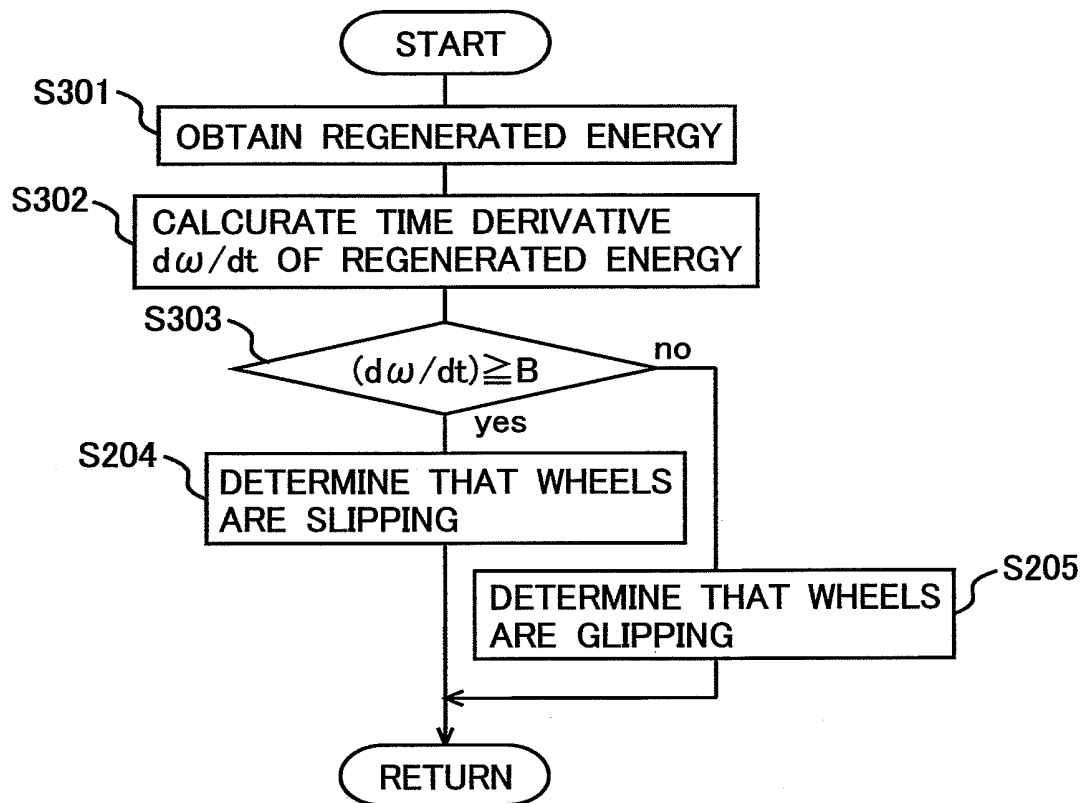 START
S301
OBTAIN REGENERATED ENERGY
S302
CALCURATE TIME DERIVATIVE
dω/dt OF REGENERATED ENERGY
S303
(dω/dt)≧B
no
yes
S204
DETERMINE THAT WHEELS
ARE SLIPPING
S205
DETERMINE THAT WHEELS
ARE GLIPPING
RETURN